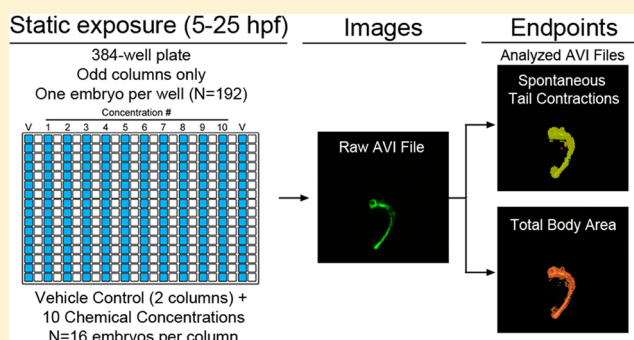 Static exposure (5-25 hpf)
384-well plate
Odd columns only
One embryo per well (N=192)
Concentration #
V 1 2 3 4 5 6 7 8 9 10 V
Vehicle Control (2 columns) +
10 Chemical Concentrations
N=16 embryos per column
Images
Raw AVI File
Endpoints
Analyzed AVI Files
Spontaneous
Tail Contractions
Total Body Area